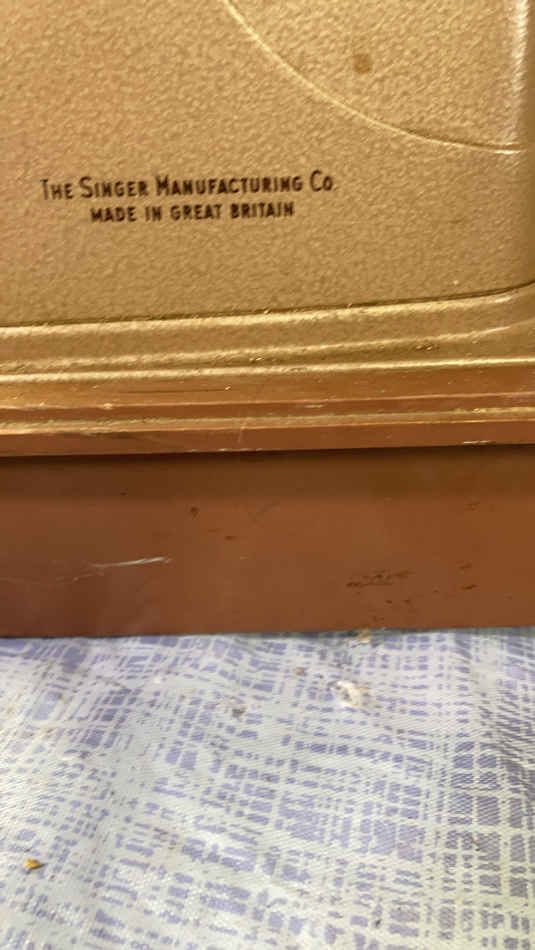 The Singer Manufacturing Co
MADE IN GREAT BRITAIN